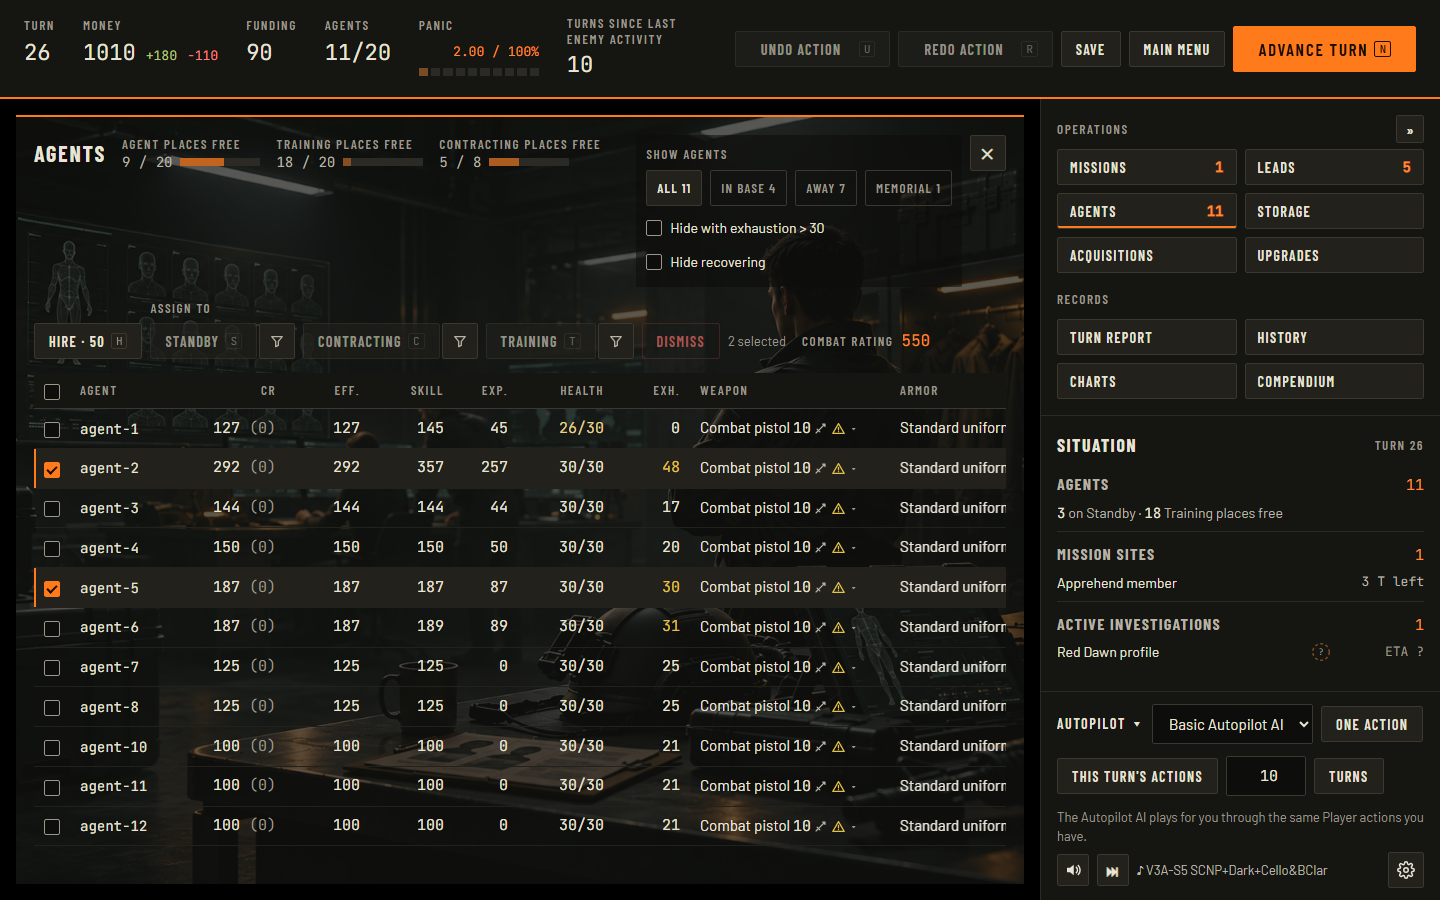 TURN
26
MONEY
1010 +180 -110
FUNDING
90
AGENTS
11/20
PANIC
2.00 / 100%
TURNS SINCE LAST
ENEMY ACTIVITY
10
UNDO ACTION U
REDO ACTION R
SAVE
MAIN MENU
ADVANCE TURN N
AGENTS
AGENT PLACES FREE
9 / 20
TRAINING PLACES FREE
18 / 20
CONTRACTING PLACES FREE
5 / 8
SHOW AGENTS
ALL 11
IN BASE 4
AWAY 7
MEMORIAL 1
Hide with exhaustion > 30
Hide recovering
ASSIGN TO
HIRE · 50 H
STANDBY S
CONTRACTING C
TRAINING T
DISMISS
2 selected
COMBAT RATING 550
AGENT CR EFF. SKILL EXP. HEALTH EXH. WEAPON ARMOR
agent-1 127 (0) 127 145 45 26/30 0 Combat pistol 10 - Standard uniform
agent-2 292 (0) 292 357 257 30/30 48 Combat pistol 10 - Standard uniform
agent-3 144 (0) 144 144 44 30/30 17 Combat pistol 10 - Standard uniform
agent-4 150 (0) 150 150 50 30/30 20 Combat pistol 10 - Standard uniform
agent-5 187 (0) 187 187 87 30/30 30 Combat pistol 10 - Standard uniform
agent-6 187 (0) 187 189 89 30/30 31 Combat pistol 10 - Standard uniform
agent-7 125 (0) 125 125 0 30/30 25 Combat pistol 10 - Standard uniform
agent-8 125 (0) 125 125 0 30/30 25 Combat pistol 10 - Standard uniform
agent-10 100 (0) 100 100 0 30/30 21 Combat pistol 10 - Standard uniform
agent-11 100 (0) 100 100 0 30/30 21 Combat pistol 10 - Standard uniform
agent-12 100 (0) 100 100 0 30/30 21 Combat pistol 10 - Standard uniform
OPERATIONS »
MISSIONS 1
LEADS 5
AGENTS 11
STORAGE
ACQUISITIONS
UPGRADES
RECORDS
TURN REPORT
HISTORY
CHARTS
COMPENDIUM
SITUATION TURN 26
AGENTS 11
3 on Standby · 18 Training places free
MISSION SITES 1
Apprehend member 3 T left
ACTIVE INVESTIGATIONS 1
Red Dawn profile ? ETA ?
AUTOPILOT
Basic Autopilot AI
ONE ACTION
THIS TURN'S ACTIONS
10
TURNS
The Autopilot AI plays for you through the same Player actions you
have.
♪ V3A-S5 SCNP+Dark+Cello&BClar